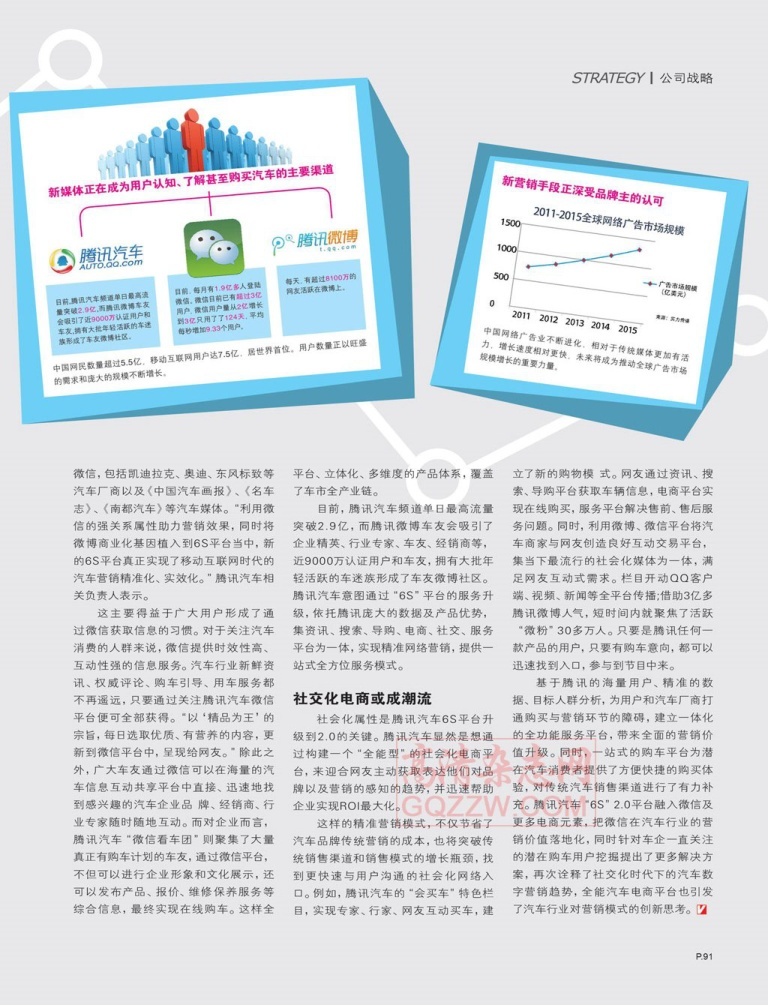 STRATEGY | 公司战略
新媒体正在成为用户认知、了解甚至购买汽车的主要渠道
腾讯汽车
AUTO.QQ.COM
目前,腾讯汽车频道单日最高流
量突破2.9亿,而腾讯微博车友
会吸引了近9000万认证用户和
车友,拥有大批年轻活跃的车迷
族形成了车友微博社区。
目前，每月有1.9亿多人登陆
微信，微信目前已有超过3亿
用户，微信用户量从2亿增长
到3亿只用了了124天，平均
每秒增加9.33个用户。
腾讯微博
t.qq.com
每天，有超过8100万的
网友活跃在微博上。
中国网民数量超过5.5亿、移动互联网用户达7.5亿，居世界首位。用户数量正以旺盛
的需求和庞大的规模不断增长。
新营销手段正深受品牌主的认可
2011-2015全球网络广告市场规模
1500
1000
500
0
2011 2012 2013 2014 2015
广告市场规模
（亿美元）
来源：实力传播
中国网络广告业不断进化，相对于传统媒体更加有活
力，增长速度相对更快，未来将成为推动全球广告市场
规模增长的重要力量。
微信，包括凯迪拉克、奥迪、东风标致等
汽车厂商以及《中国汽车画报》、《名车
志》、《南都汽车》等汽车媒体。“利用微
信的强关系属性助力营销效果，同时将
微博商业化基因植入到6S平台当中，新
的6S平台真正实现了移动互联网时代的
汽车营销精准化、实效化。”腾讯汽车相
关负责人表示。
这主要得益于广大用户形成了通
过微信获取信息的习惯。对于关注汽车
消费的人群来说，微信提供时效性高、
互动性强的信息服务。汽车行业新鲜资
讯、权威评论、购车引导、用车服务都
不再遥远，只要通过关注腾讯汽车微信
平台便可全部获得。“以‘精品为王’的
宗旨，每日选取优质、有营养的内容，更
新到微信平台中，呈现给网友。”除此之
外，广大车友通过微信可以在海量的汽
车信息互动共享平台中直接、迅速地找
到感兴趣的汽车企业品 牌、经销商、行
业专家随时随地互动。而对企业而言，
腾讯汽车“微信看车团”则聚集了大量
真正有购车计划的车友，通过微信平台，
不但可以进行企业形象和文化展示，还
可以发布产品、报价、维修保养服务等
综合信息，最终实现在线购车。这样全
平台、立体化、多维度的产品体系，覆盖
了车市全产业链。
目前，腾讯汽车频道单日最高流量
突破2.9亿，而腾讯微博车友会吸引了
企业精英、行业专家、车友、经销商等，
近9000万认证用户和车友，拥有大批年
轻活跃的车迷族形成了车友微博社区。
腾讯汽车意图通过“6S”平台的服务升
级，依托腾讯庞大的数据及产品优势，
集资讯、搜索、导购、电商、社交、服务
平台为一体，实现精准网络营销，提供一
站式全方位服务模式。
社交化电商或成潮流
社会化属性是腾讯汽车6S平台升
级到2.0的关键。腾讯汽车显然是想通
过构建一个“全能型”的社会化电商平
台，来迎合网友主动获取表达他们对品
牌以及营销的感知的趋势，并迅速帮助
企业实现ROI最大化。
这样的精准营销模式，不仅节省了
汽车品牌传统营销的成本，也将突破传
统销售渠道和销售模式的增长瓶颈，找
到更快速与用户沟通的社会化网络入
口。例如，腾讯汽车的“会买车”特色栏
目，实现专家、行家、网友互动买车，建
立了新的购物模 式。网友通过资讯、搜
索、导购平台获取车辆信息，电商平台实
现在线购买，服务平台解决售前、售后服
务问题。同时，利用微博、微信平台将汽
车商家与网友创造良好互动交易平台，
集当下最流行的社会化媒体为一体，满
足网友互动式需求。栏目开动QQ客户
端、视频、新闻等全平台传播；借助3亿多
腾讯微博人气，短时间内就聚焦了活跃
“微粉”30多万人。只要是腾讯任何一
款产品的用户，只要有购车意向，都可以
迅速找到入口，参与到节目中来。
基于腾讯的海量用户、精准的数
据、目标人群分析，为用户和汽车厂商打
通购买与营销环节的障碍，建立一体化
的全功能服务平台，带来全面的营销价
值升级。同时，一站式的购车平台为潜
在汽车消费者提供了方便快捷的购买体
验，对传统汽车销售渠道进行了有力补
充。腾讯汽车“6S”2.0平台融入微信及
更多电商元素，把微信在汽车行业的营
销价值落地化，同时针对车企一直关注
的潜在购车用户挖掘提出了更多解决方
案，再次诠释了社交化时代下的汽车数
字营销趋势，全能汽车电商平台也引发
了汽车行业对营销模式的创新思考。
GQZZW.COM
P.91